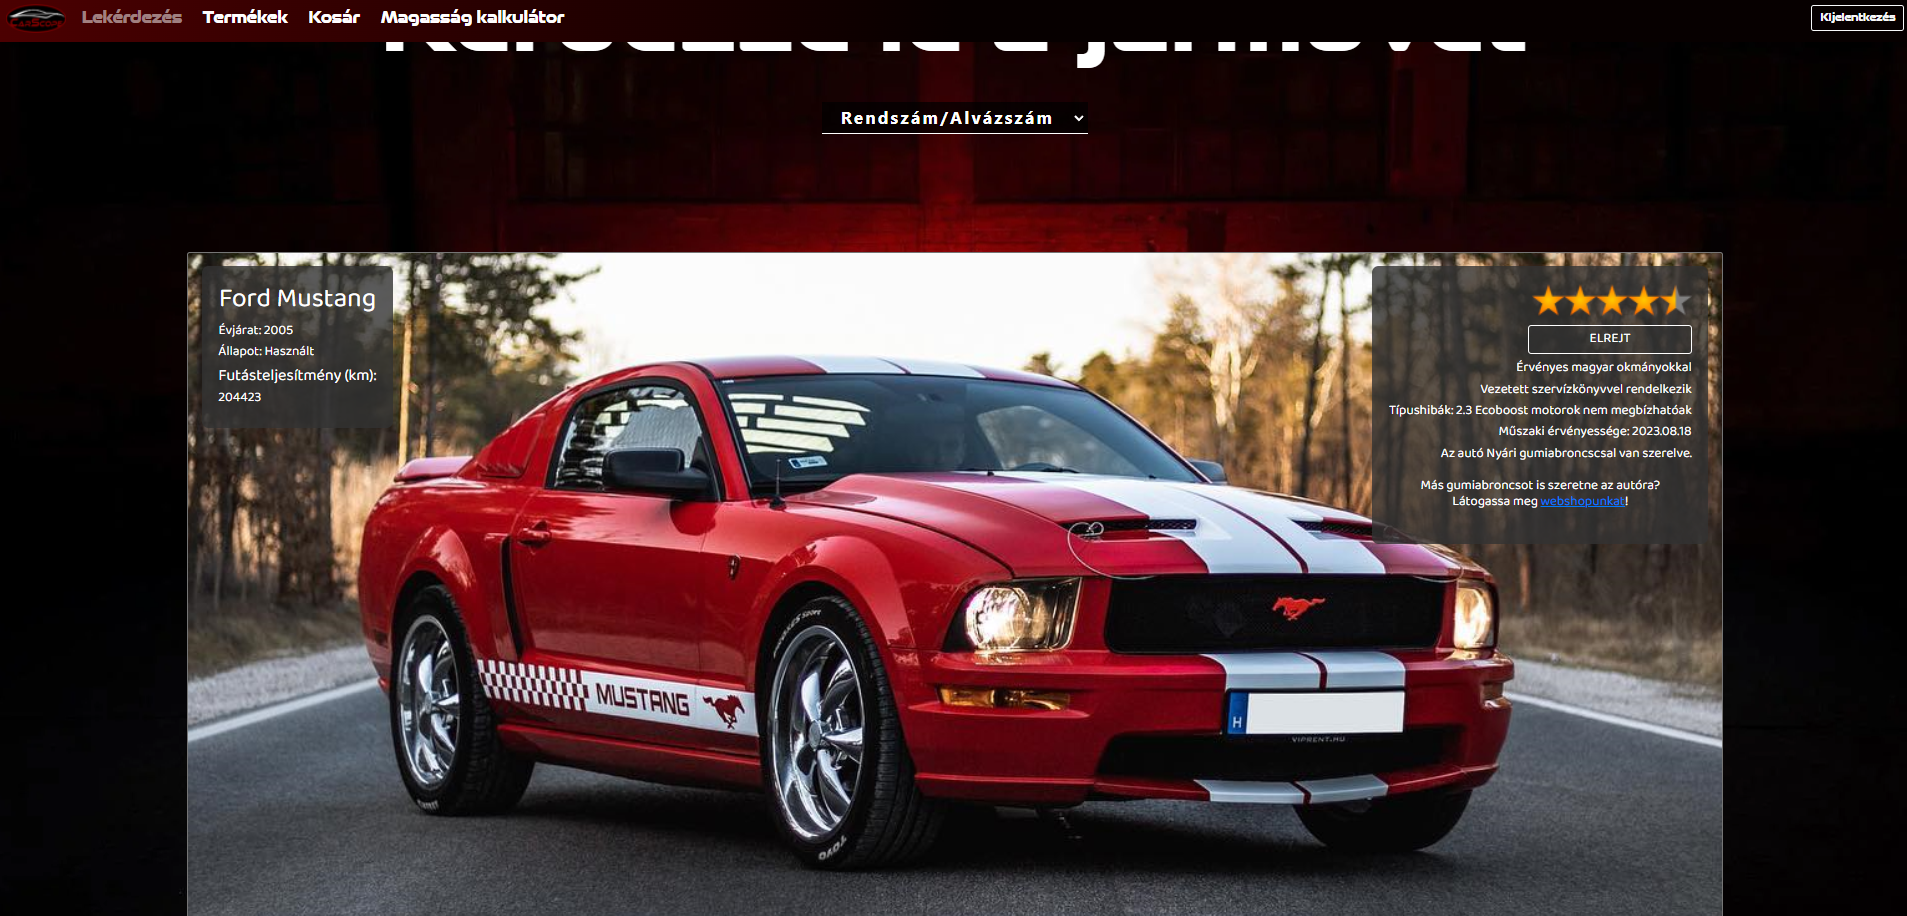 CarScope
Lekérdezés Termékek Kosár Magasság kalkulátor Kijelentkezés
Rendszám/Alvázszám
Ford Mustang
Évjárat: 2005
Állapot: Használt
Futásteljesítmény (km):
204423
ELREJT
Érvényes magyar okmányokkal
Vezetett szervízkönyvvel rendelkezik
Típushibák: 2.3 Ecoboost motorok nem megbízhatóak
Műszaki érvényessége: 2023.08.18
Az autó Nyári gumiabroncscsal van szerelve.
Más gumiabroncsot is szeretne az autóra?
Látogassa meg webshopunkat!
MUSTANG
H
VIPRENT.HU
TOYO